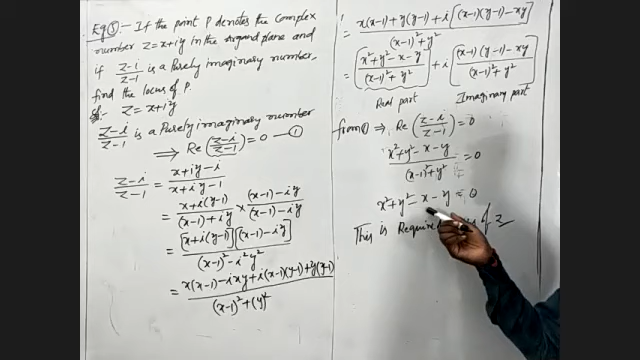 Eg ⑤:- If the point P denotes the complex
number z=x+iy in the argand plane and
if z-i/z-1 is a Purely imaginary number,
find the locus of P.
Sol:- z=x+iy
z-i/z-1 is a Purely imaginary number
⟹ Re(z-i/z-1)=0 —①
z-i/z-1 = x+iy-i/x+iy-1
= x+i(y-1)/(x-1)+iy × (x-1)-iy/(x-1)-iy
= [x+i(y-1)][(x-1)-iy]/(x-1)²-i²y²
= x(x-1)-ixy+i(x-1)(y-1)+y(y-1)/(x-1)²+(y)²
= x(x-1)+y(y-1)+i[(x-1)(y-1)-xy]/(x-1)²+y²
= (x²+y²-x-y/(x-1)²+y²) + i[(x-1)(y-1)-xy/(x-1)²+y²]
Real part Imaginary part
from① ⟹ Re(z-i/z-1)=0
x²+y²-x-y/(x-1)²+y² =0
x²+y²-x-y=0
This is Require of z